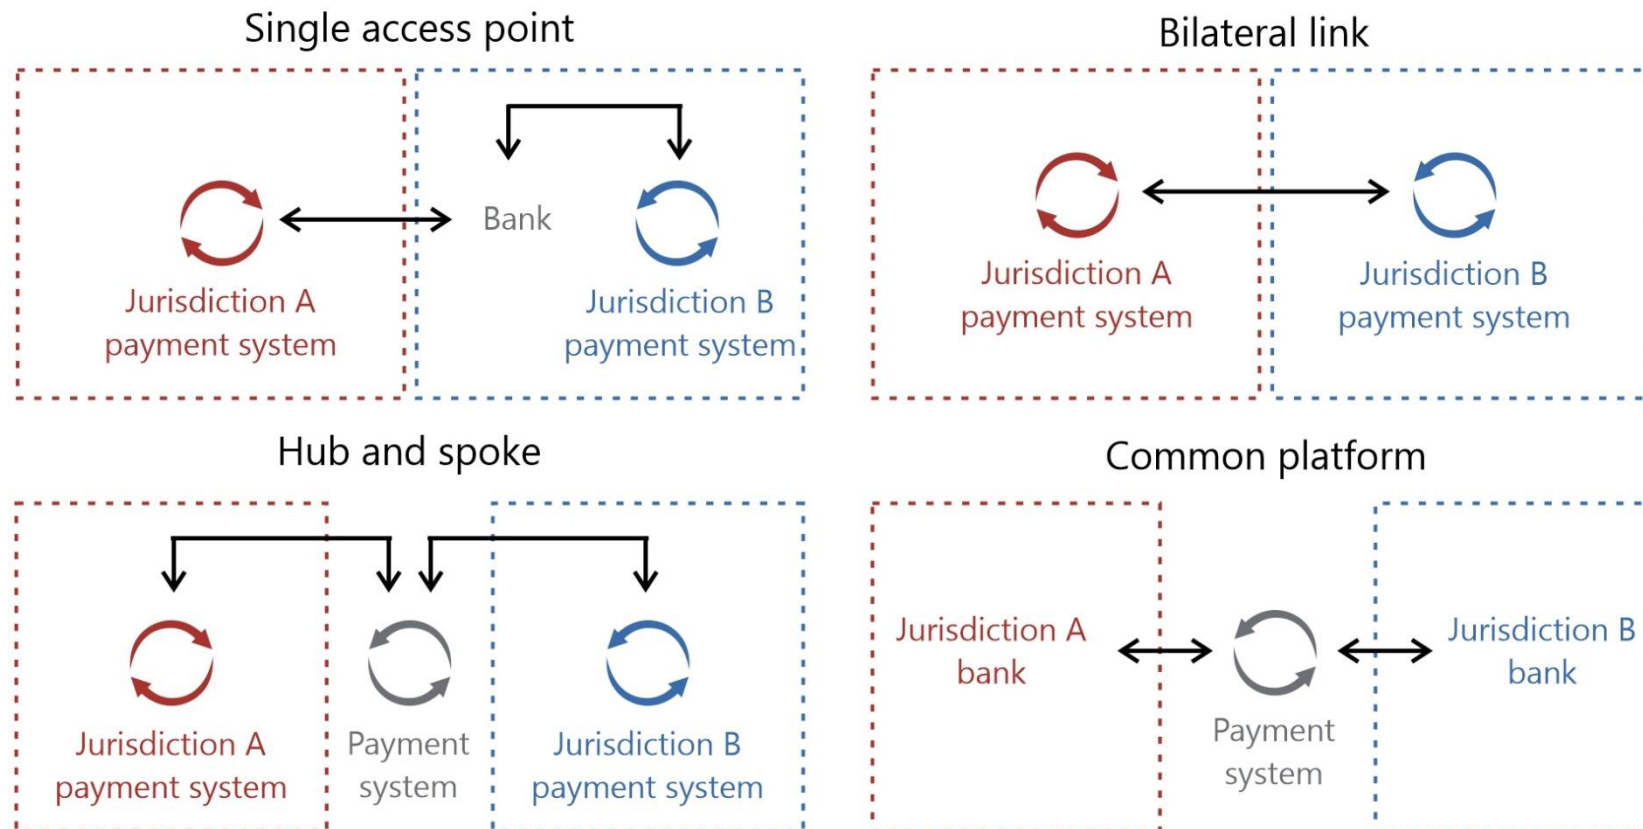 Single access point
Bank
Jurisdiction A
payment system
Jurisdiction B
payment system
Bilateral link
Jurisdiction A
payment system
Jurisdiction B
payment system
Hub and spoke
Jurisdiction A
payment system
Payment
system
Jurisdiction B
payment system
Common platform
Jurisdiction A
bank
Payment
system
Jurisdiction B
bank